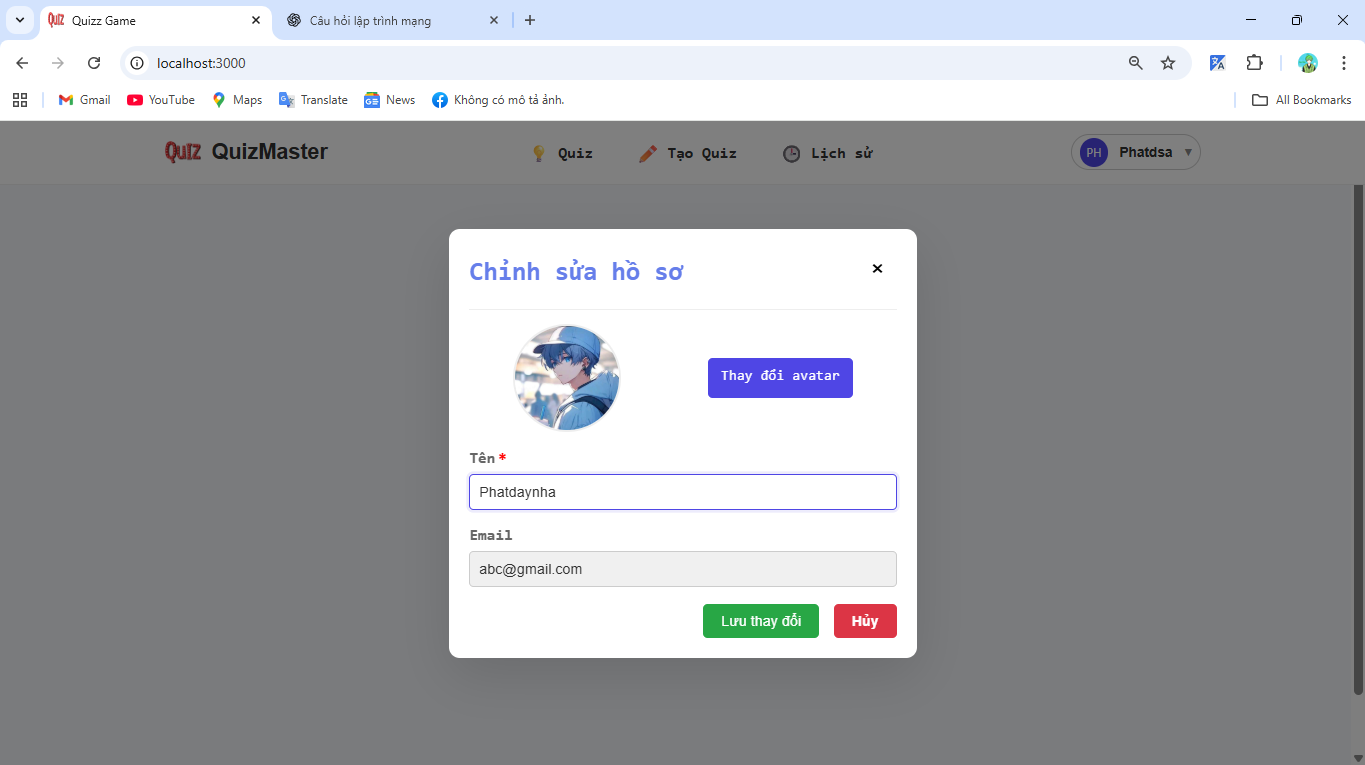 QUIZ Quizz Game Câu hỏi lập trình mạng
localhost:3000
Gmail YouTube Maps Translate News Không có mô tả ảnh. All Bookmarks
QUIZ QuizMaster Quiz Tạo Quiz Lịch sử PH Phatdsa
Chỉnh sửa hồ sơ
Thay đổi avatar
Tên *
Phatdaynha
Email
abc@gmail.com
Lưu thay đổi Hủy